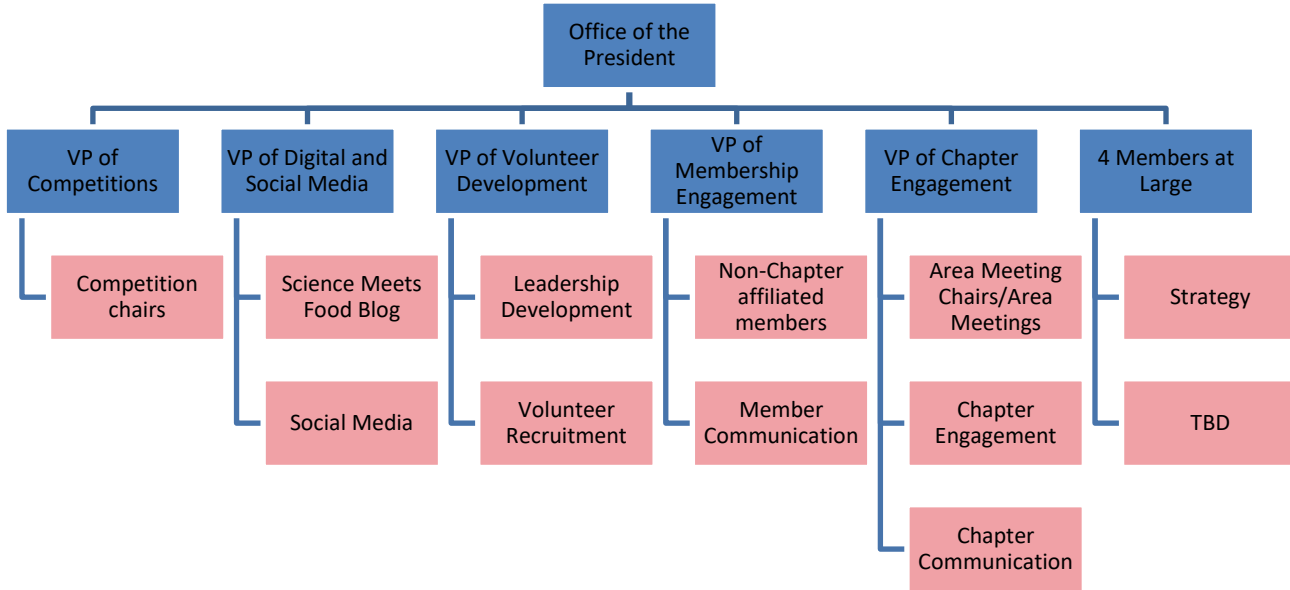 Office of the
President
VP of
Competitions
VP of Digital and
Social Media
VP of Volunteer
Development
VP of
Membership
Engagement
VP of Chapter
Engagement
4 Members at
Large
Competition
chairs
Science Meets
Food Blog
Leadership
Development
Non-Chapter
affiliated
members
Area Meeting
Chairs/Area
Meetings
Strategy
Social Media
Volunteer
Recruitment
Member
Communication
Chapter
Engagement
TBD
Chapter
Communication